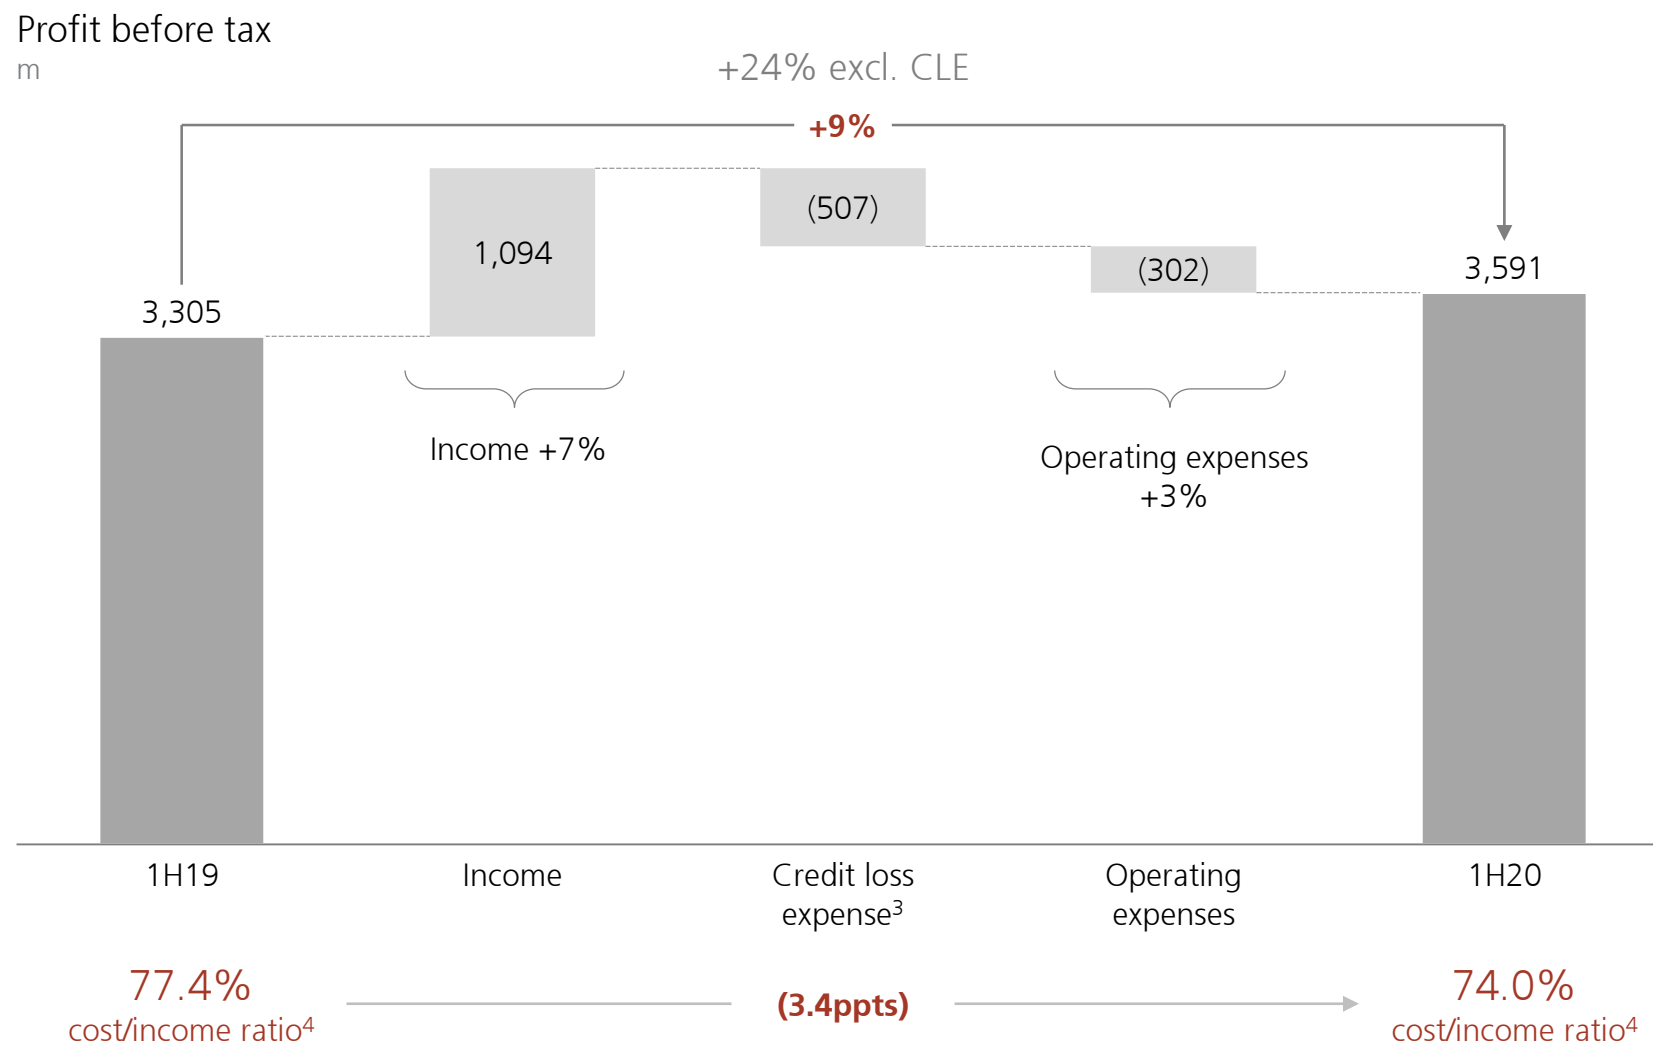 Profit before tax
m
+24% excl. CLE
+9%
(507)
1,094
(302)
3,591
3,305
Income +7%
Operating expenses
+3%
1H19
Income
Credit loss
expense³
Operating
expenses
1H20
77.4%
cost/income ratio⁴
(3.4ppts)
74.0%
cost/income ratio⁴